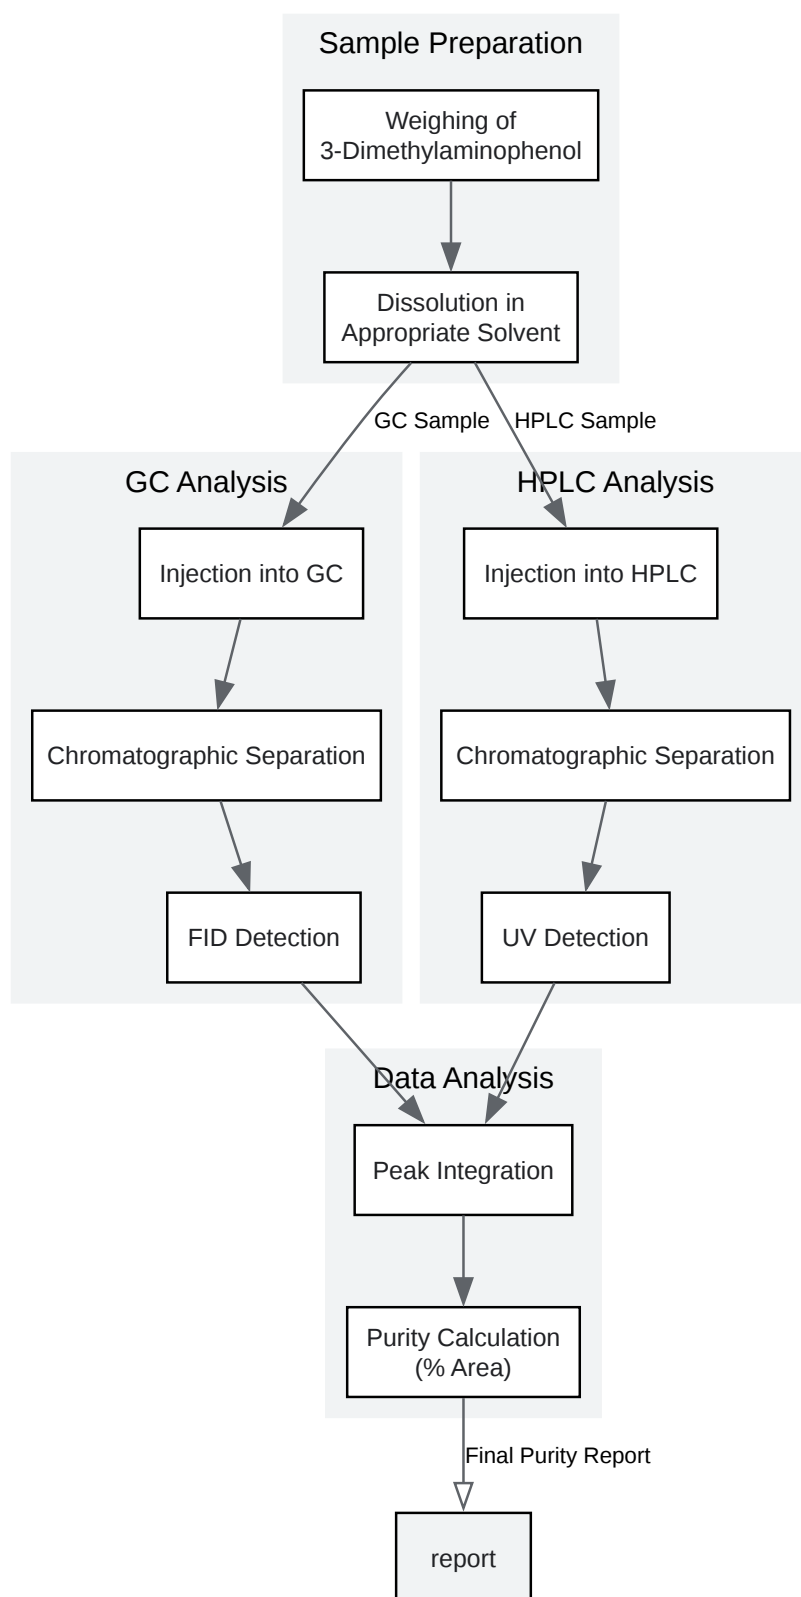 Sample Preparation
Weighing of
3-Dimethylaminophenol
Dissolution in
Appropriate Solvent
GC Sample
HPLC Sample
GC Analysis
Injection into GC
Chromatographic Separation
FID Detection
HPLC Analysis
Injection into HPLC
Chromatographic Separation
UV Detection
Data Analysis
Peak Integration
Purity Calculation
(% Area)
Final Purity Report
report